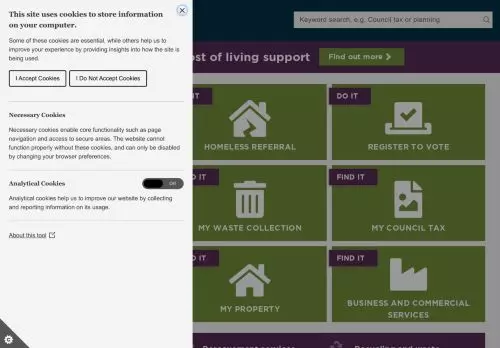 This site uses cookies to store information
on your computer.
Some of these cookies are essential, while others help us to
improve your experience by providing insights into how the site is
being used.
I Accept Cookies
I Do Not Accept Cookies
Necessary Cookies
Necessary cookies enable core functionality such as page
navigation and access to secure areas. The website cannot
function properly without these cookies, and can only be disabled
by changing your browser preferences.
Analytical Cookies
Off
Analytical cookies help us to improve our website by collecting
and reporting information on its usage.
About this tool
Keyword search, e.g. Council tax or planning
ost of living support
Find out more
IT
HOMELESS REFERRAL
DO IT
REGISTER TO VOTE
D IT
MY WASTE COLLECTION
FIND IT
MY COUNCIL TAX
D IT
MY PROPERTY
FIND IT
BUSINESS AND COMMERCIAL
SERVICES